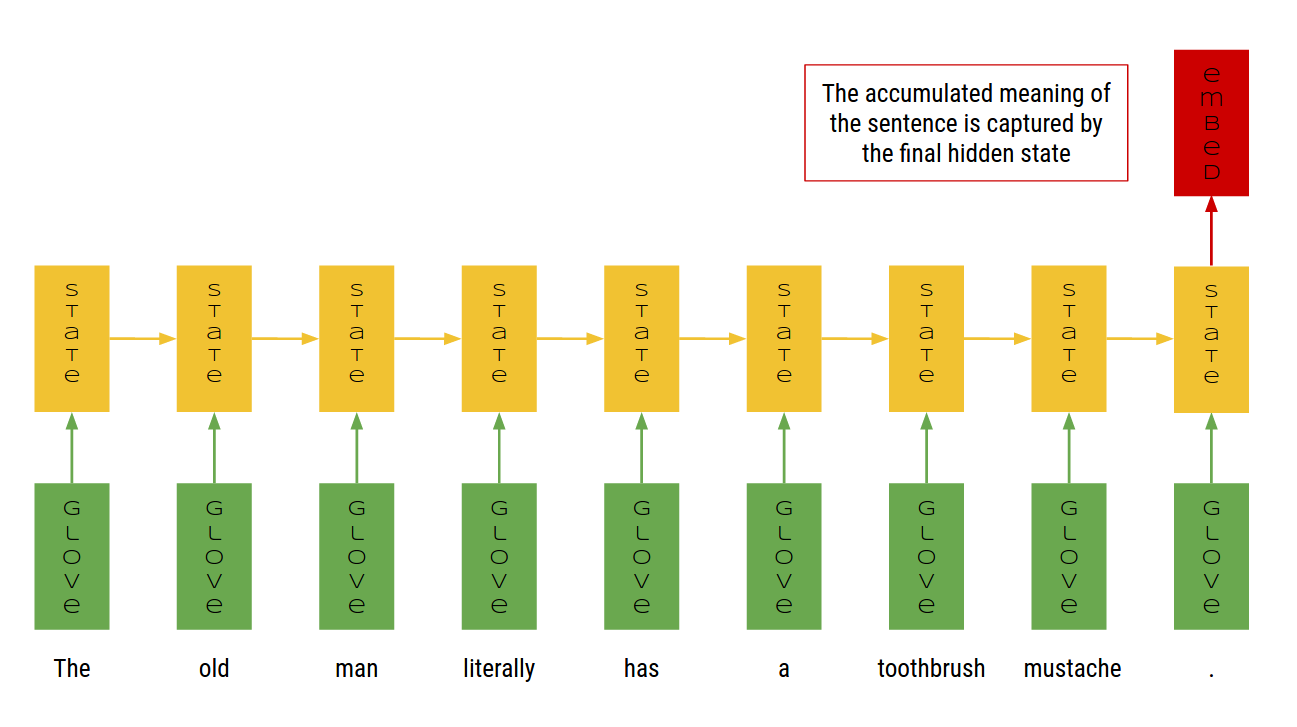 The accumulated meaning of
the sentence is captured by
the final hidden state
eMBeD
STaTe STaTe STaTe STaTe STaTe STaTe STaTe STaTe STaTe
GLOVe GLOVe GLOVe GLOVe GLOVe GLOVe GLOVe GLOVe GLOVe
The old man literally has a toothbrush mustache .